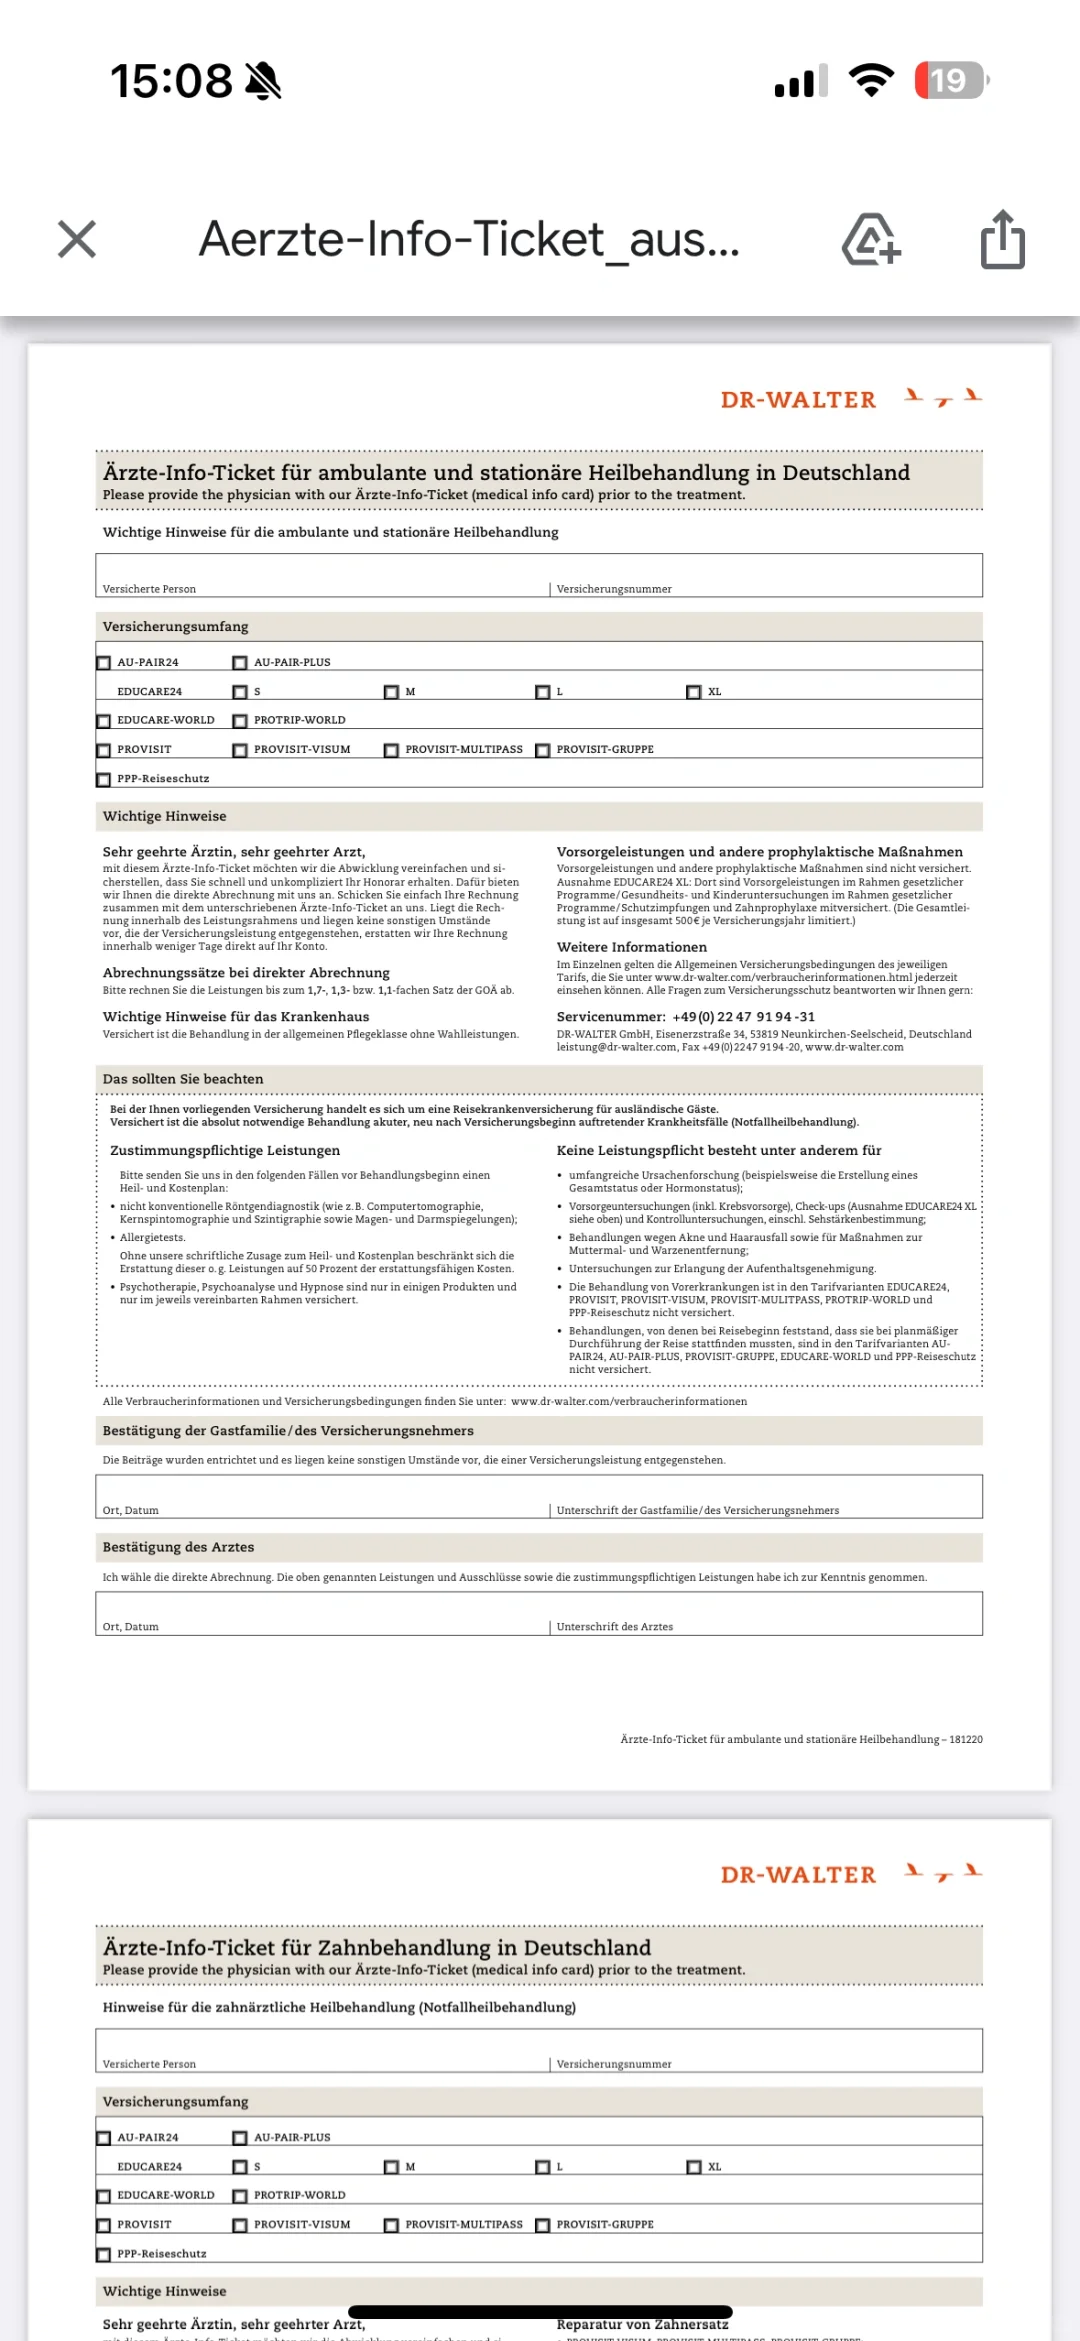 15:08
19
Aerzte-Info-Ticket_aus...
DR-WALTER
Ärzte-Info-Ticket für ambulante und stationäre Heilbehandlung in Deutschland
Please provide the physician with our Ärzte-Info-Ticket (medical info card) prior to the treatment.
Wichtige Hinweise für die ambulante und stationäre Heilbehandlung
Versicherte Person | Versicherungsnummer
Versicherungsumfang
AU-PAIR24 AU-PAIR-PLUS
EDUCARE24 S M L XL
EDUCARE-WORLD PROTRIP-WORLD
PROVISIT PROVISIT-VISUM PROVISIT-MULTIPASS PROVISIT-GRUPPE
PPP-Reiseschutz
Wichtige Hinweise
Sehr geehrte Ärztin, sehr geehrter Arzt,
mit diesem Ärzte-Info-Ticket möchten wir die Abwicklung vereinfachen und si-
cherstellen, dass Sie schnell und unkompliziert Ihr Honorar erhalten. Dafür bieten
wir Ihnen die direkte Abrechnung mit uns an. Schicken Sie einfach Ihre Rechnung
zusammen mit dem unterschriebenen Ärzte-Info-Ticket an uns. Liegt die Rech-
nung innerhalb des Leistungsrahmens und liegen keine sonstigen Umstände
vor, die der Versicherungsleistung entgegenstehen, erstatten wir Ihre Rechnung
innerhalb weniger Tage direkt auf Ihr Konto.
Abrechnungssätze bei direkter Abrechnung
Bitte rechnen Sie die Leistungen bis zum 1,7-, 1,3- bzw. 1,1-fachen Satz der GOÄ ab.
Wichtige Hinweise für das Krankenhaus
Versichert ist die Behandlung in der allgemeinen Pflegeklasse ohne Wahlleistungen.
Vorsorgeleistungen und andere prophylaktische Maßnahmen
Vorsorgeleistungen und andere prophylaktische Maßnahmen sind nicht versichert.
Ausnahme EDUCARE24 XL: Dort sind Vorsorgeleistungen im Rahmen gesetzlicher
Programme/Gesundheits- und Kinderuntersuchungen im Rahmen gesetzlicher
Programme/Schutzimpfungen und Zahnprophylaxe mitversichert. (Die Gesamtlei-
stung ist auf insgesamt 500€ je Versicherungsjahr limitiert.)
Weitere Informationen
Im Einzelnen gelten die Allgemeinen Versicherungsbedingungen des jeweiligen
Tarifs, die Sie unter www.dr-walter.com/verbraucherinformationen.html jederzeit
einsehen können. Alle Fragen zum Versicherungsschutz beantworten wir Ihnen gern:
Servicenummer: +49 (0) 22 47 91 94 -31
DR-WALTER GmbH, Eisenerzstraße 34, 53819 Neunkirchen-Seelscheid, Deutschland
leistung@dr-walter.com, Fax +49 (0) 2247 91 94 -20, www.dr-walter.com
Das sollten Sie beachten
Bei der Ihnen vorliegenden Versicherung handelt es sich um eine Reisekrankenversicherung für ausländische Gäste.
Versichert ist die absolut notwendige Behandlung akuter, neu nach Versicherungsbeginn auftretender Krankheitsfälle (Notfallheilbehandlung).
Zustimmungspflichtige Leistungen
Bitte senden Sie uns in den folgenden Fällen vor Behandlungsbeginn einen
Heil- und Kostenplan:
• nicht konventionelle Röntgendiagnostik (wie z. B. Computertomographie,
Kernspintomographie und Szintigraphie sowie Magen- und Darmspiegelungen);
• Allergietests.
Ohne unsere schriftliche Zusage zum Heil- und Kostenplan beschränkt sich die
Erstattung dieser o. g. Leistungen auf 50 Prozent der erstattungsfähigen Kosten.
• Psychotherapie, Psychoanalyse und Hypnose sind nur in einigen Produkten und
nur im jeweils vereinbarten Rahmen versichert.
Keine Leistungspflicht besteht unter anderem für
• umfangreiche Ursachenforschung (beispielsweise die Erstellung eines
Gesamtstatus oder Hormonstatus);
• Vorsorgeuntersuchungen (inkl. Krebsvorsorge), Check-ups (Ausnahme EDUCARE24 XL
siehe oben) und Kontrolluntersuchungen, einschl. Sehstärkenbestimmung;
• Behandlungen wegen Akne und Haarausfall sowie für Maßnahmen zur
Muttermal- und Warzenentfernung;
• Untersuchungen zur Erlangung der Aufenthaltsgenehmigung.
• Die Behandlung von Vorerkrankungen ist in den Tarifvarianten EDUCARE24,
PROVISIT, PROVISIT-VISUM, PROVISIT-MULITPASS, PROTRIP-WORLD und
PPP-Reiseschutz nicht versichert.
• Behandlungen, von denen bei Reisebeginn feststand, dass sie bei planmäßiger
Durchführung der Reise stattfinden mussten, sind in den Tarifvarianten AU-
PAIR24, AU-PAIR-PLUS, PROVISIT-GRUPPE, EDUCARE-WORLD und PPP-Reiseschutz
nicht versichert.
Alle Verbraucherinformationen und Versicherungsbedingungen finden Sie unter: www.dr-walter.com/verbraucherinformationen
Bestätigung der Gastfamilie/des Versicherungsnehmers
Die Beiträge wurden entrichtet und es liegen keine sonstigen Umstände vor, die einer Versicherungsleistung entgegenstehen.
Ort, Datum | Unterschrift der Gastfamilie/des Versicherungsnehmers
Bestätigung des Arztes
Ich wähle die direkte Abrechnung. Die oben genannten Leistungen und Ausschlüsse sowie die zustimmungspflichtigen Leistungen habe ich zur Kenntnis genommen.
Ort, Datum | Unterschrift des Arztes
Ärzte-Info-Ticket für ambulante und stationäre Heilbehandlung – 181220
DR-WALTER
Ärzte-Info-Ticket für Zahnbehandlung in Deutschland
Please provide the physician with our Ärzte-Info-Ticket (medical info card) prior to the treatment.
Hinweise für die zahnärztliche Heilbehandlung (Notfallheilbehandlung)
Versicherte Person | Versicherungsnummer
Versicherungsumfang
AU-PAIR24 AU-PAIR-PLUS
EDUCARE24 S M L XL
EDUCARE-WORLD PROTRIP-WORLD
PROVISIT PROVISIT-VISUM PROVISIT-MULTIPASS PROVISIT-GRUPPE
PPP-Reiseschutz
Wichtige Hinweise
Sehr geehrte Ärztin, sehr geehrter Arzt,
Reparatur von Zahnersatz